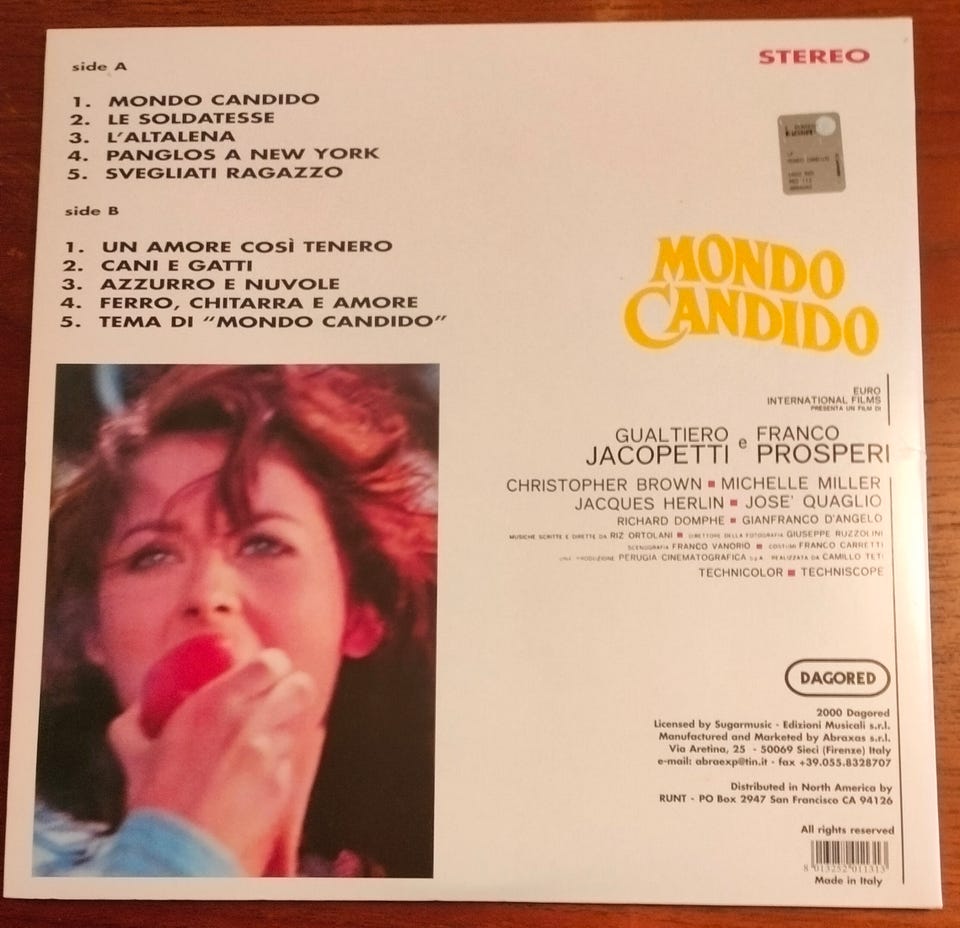 side A
1. MONDO CANDIDO
2. LE SOLDATESSE
3. L'ALTALENA
4. PANGLOS A NEW YORK
5. SVEGLIATI RAGAZZO
side B
1. UN AMORE COSÌ TENERO
2. CANI E GATTI
3. AZZURRO E NUVOLE
4. FERRO, CHITARRA E AMORE
5. TEMA DI “MONDO CANDIDO”
STEREO
MONDO
CANDIDO
EURO
INTERNATIONAL FILMS
PRESENTA UN FILM DI
GUALTIERO e FRANCO
JACOPETTI PROSPERI
CHRISTOPHER BROWN ■ MICHELLE MILLER
JACQUES HERLIN ■ JOSE' QUAGLIO
RICHARD DOMPHE ■ GIANFRANCO D'ANGELO
MUSICHE SCRITTE E DIRETTE DA RIZ ORTOLANI ■ DIRETTORE DELLA FOTOGRAFIA GIUSEPPE RUZZOLINI
SCENOGRAFIA FRANCO VANORIO ■ COSTUMI FRANCO CARRETTI
UNA PRODUZIONE PERUGIA CINEMATOGRAFICA S.p.A. REALIZZATA DA CAMILLO TETI
TECHNICOLOR ■ TECHNISCOPE
DAGORED
2000 Dagored
Licensed by Sugarmusic - Edizioni Musicali s.r.l.
Manufactured and Marketed by Abraxas s.r.l.
Via Aretina, 25 - 50069 Sieci (Firenze) Italy
e-mail: abraexp@tin.it - fax +39.055.8328707
Distributed in North America by
RUNT - PO Box 2947 San Francisco CA 94126
All rights reserved
8 013252 011313
Made in Italy